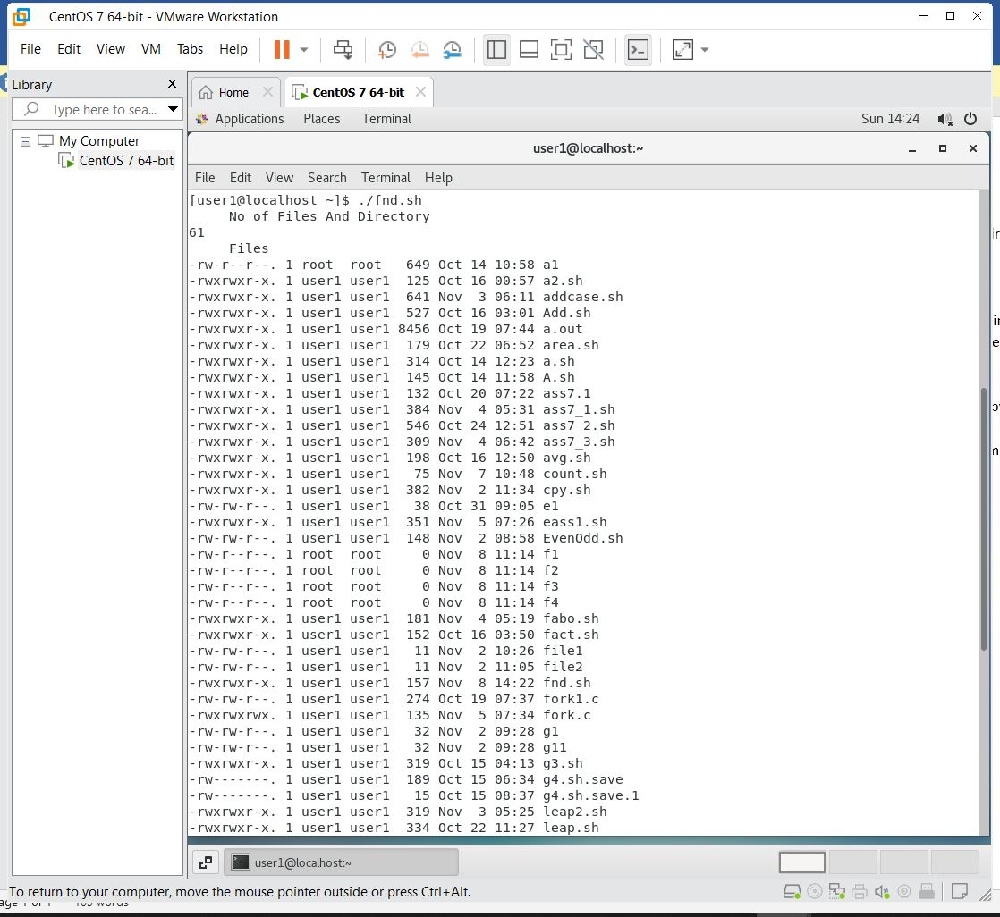 CentOS 7 64-bit - VMware Workstation
File Edit View VM Tabs Help
Library
Type here to sea...
My Computer
CentOS 7 64-bit
Home
CentOS 7 64-bit
Applications Places Terminal Sun 14:24
user1@localhost:~
File Edit View Search Terminal Help
[user1@localhost ~]$ ./fnd.sh
     No of Files And Directory
61
     Files
-rw-r--r--. 1 root  root   649 Oct 14 10:58 a1
-rwxrwxr-x. 1 user1 user1  125 Oct 16 00:57 a2.sh
-rwxrwxr-x. 1 user1 user1  641 Nov  3 06:11 addcase.sh
-rwxrwxr-x. 1 user1 user1  527 Oct 16 03:01 Add.sh
-rwxrwxr-x. 1 user1 user1 8456 Oct 19 07:44 a.out
-rwxrwxr-x. 1 user1 user1  179 Oct 22 06:52 area.sh
-rwxrwxr-x. 1 user1 user1  314 Oct 14 12:23 a.sh
-rwxrwxr-x. 1 user1 user1  145 Oct 14 11:58 A.sh
-rwxrwxr-x. 1 user1 user1  132 Oct 20 07:22 ass7.1
-rwxrwxr-x. 1 user1 user1  384 Nov  4 05:31 ass7_1.sh
-rwxrwxr-x. 1 user1 user1  546 Oct 24 12:51 ass7_2.sh
-rwxrwxr-x. 1 user1 user1  309 Nov  4 06:42 ass7_3.sh
-rwxrwxr-x. 1 user1 user1  198 Oct 16 12:50 avg.sh
-rwxrwxr-x. 1 user1 user1   75 Nov  7 10:48 count.sh
-rwxrwxr-x. 1 user1 user1  382 Nov  2 11:34 cpy.sh
-rw-rw-r--. 1 user1 user1   38 Oct 31 09:05 e1
-rwxrwxr-x. 1 user1 user1  351 Nov  5 07:26 eass1.sh
-rw-rw-r--. 1 user1 user1  148 Nov  2 08:58 EvenOdd.sh
-rw-r--r--. 1 root  root     0 Nov  8 11:14 f1
-rw-r--r--. 1 root  root     0 Nov  8 11:14 f2
-rw-r--r--. 1 root  root     0 Nov  8 11:14 f3
-rw-r--r--. 1 root  root     0 Nov  8 11:14 f4
-rwxrwxr-x. 1 user1 user1  181 Nov  4 05:19 fabo.sh
-rwxrwxr-x. 1 user1 user1  152 Oct 16 03:50 fact.sh
-rw-rw-r--. 1 user1 user1   11 Nov  2 10:26 file1
-rw-rw-r--. 1 user1 user1   11 Nov  2 11:05 file2
-rwxrwxr-x. 1 user1 user1  157 Nov  8 14:22 fnd.sh
-rw-rw-r--. 1 user1 user1  274 Oct 19 07:37 fork1.c
-rwxrwxrwx. 1 user1 user1  135 Nov  5 07:34 fork.c
-rw-rw-r--. 1 user1 user1   32 Nov  2 09:28 g1
-rw-rw-r--. 1 user1 user1   32 Nov  2 09:28 g11
-rwxrwxr-x. 1 user1 user1  319 Oct 15 04:13 g3.sh
-rw-------. 1 user1 user1  189 Oct 15 06:34 g4.sh.save
-rw-------. 1 user1 user1   15 Oct 15 08:37 g4.sh.save.1
-rwxrwxr-x. 1 user1 user1  319 Nov  3 05:25 leap2.sh
-rwxrwxr-x. 1 user1 user1  334 Oct 22 11:27 leap.sh
user1@localhost:~
To return to your computer, move the mouse pointer outside or press Ctrl+Alt.